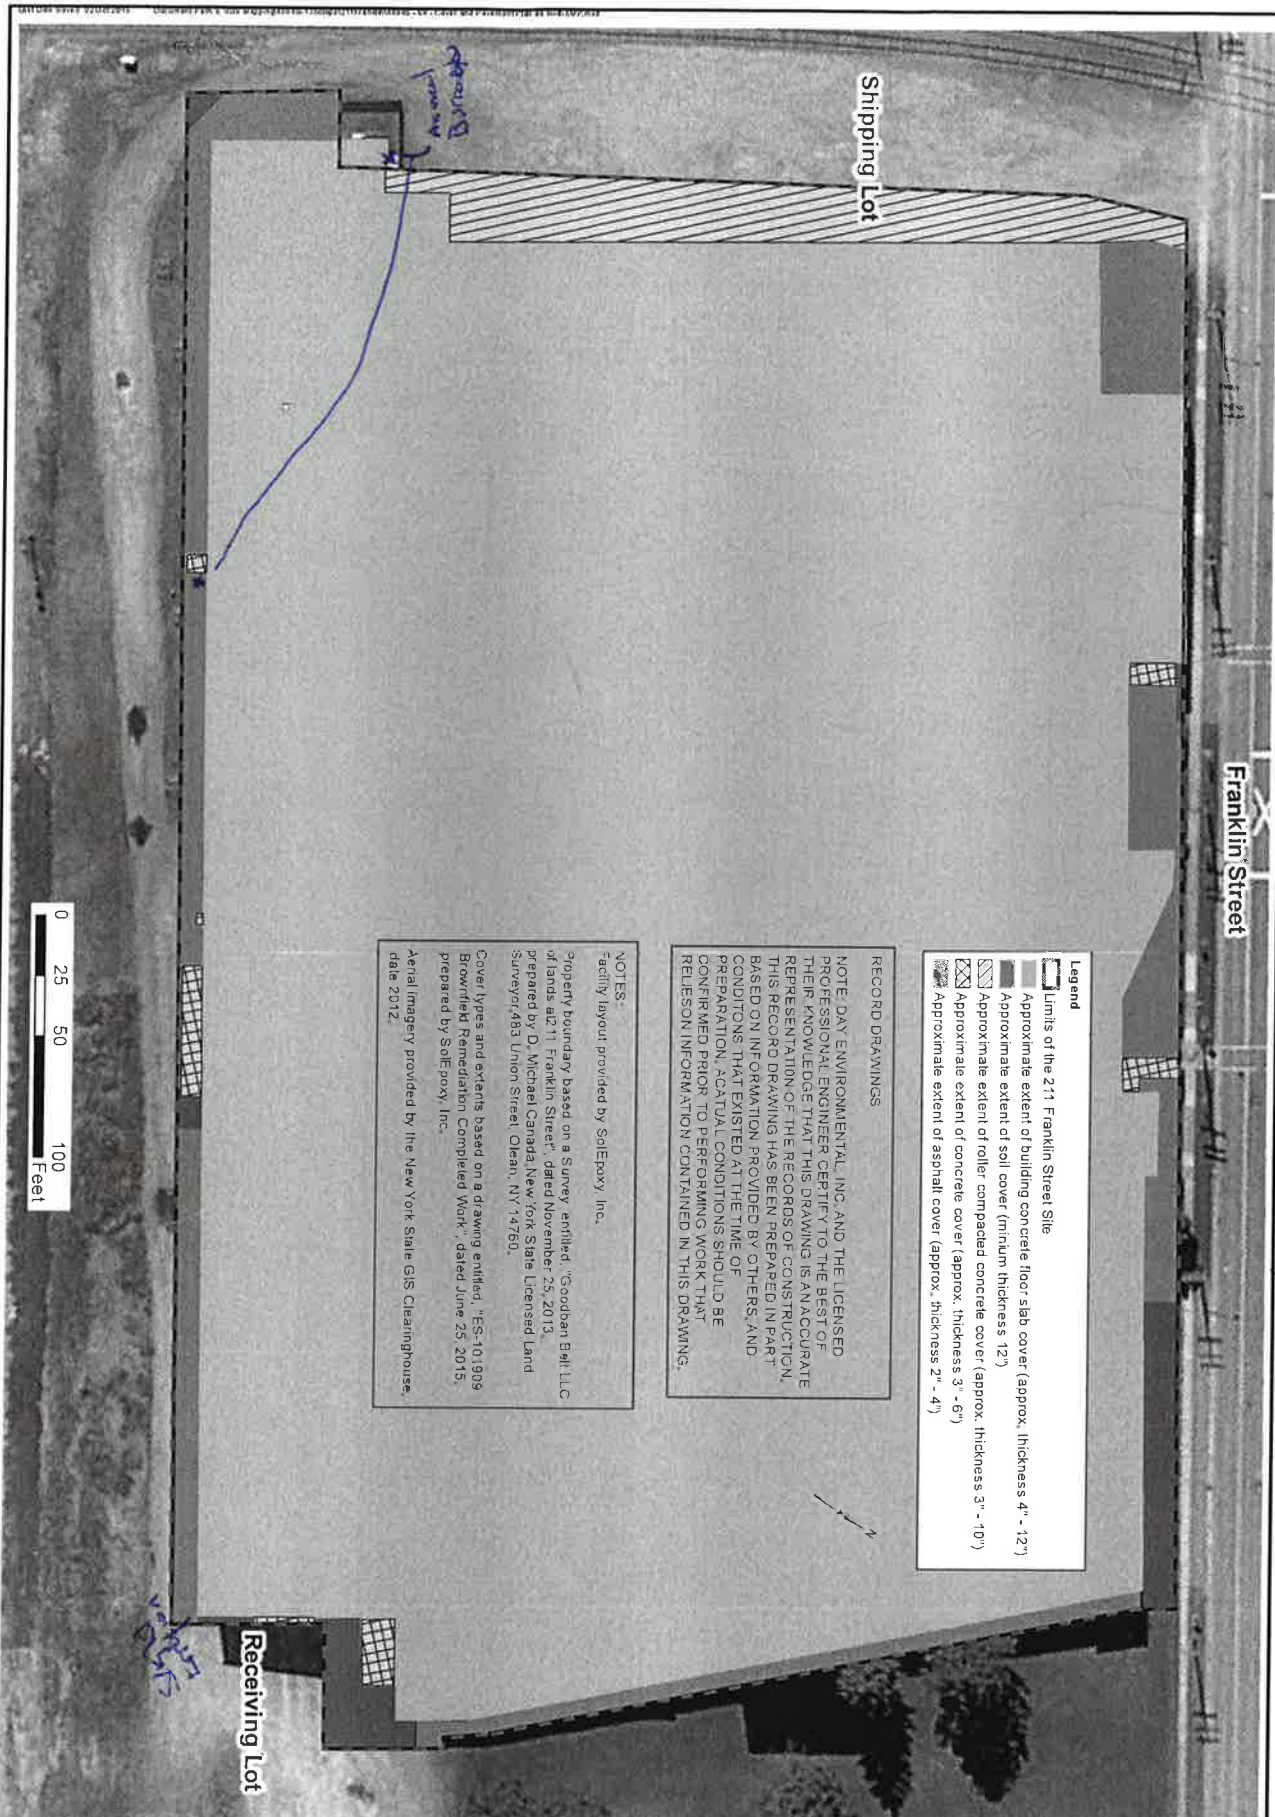 Shipping Lot
Franklin Street
Legend
Limits of the 211 Franklin Street Site
Approximate extent of building concrete floor slab cover (approx, thickness 4" - 12")
Approximate extent of soil cover (minium thickness 12")
Approximate extent of roller compacted concrete cover (approx. thickness 3" - 10")
Approximate extent of concrete cover (approx. thickness 3" - 6")
Approximate extent of asphalt cover (approx. thickness 2" - 4")
RECORD DRAWINGS
NOTE: DAY ENVIRONMENTAL, INC, AND THE LICENSED
PROFESSIONAL ENGINEER CERTIFY TO THE BEST OF
THEIR KNOWLEDGE THAT THIS DRAWING IS AN ACCURATE
REPRESENTATION OF THE RECORDS OF CONSTRUCTION.
THIS RECORD DRAWING HAS BEEN PREPARED IN PART
BASED ON INFORMATION PROVIDED BY OTHERS, AND
CONDITONS THAT EXISTED AT THE TIME OF
PREPARATION, ACATUAL CONDITIONS SHOULD BE
CONFIRMED PRIOR TO PERFORMING WORK THAT
RELIES ON INFORMATION CONTAINED IN THIS DRAWING.
NOTES:
Facility layout provided by SolEpoxy, Inc.
Property boundary based on a Survey entitled, "Goodban Belt LLC
of lands at 211 Franklin Street", dated November 25, 2013,
prepared by D. Michael Canada, New York State Licensed Land
Surveyor, 483 Union Street, Olean, NY 14760.
Cover types and extents based on a drawing entitled, "ES-101909
Brownfield Remediation Completed Work", dated June 25, 2015,
prepared by SolEpoxy, Inc.
Aerial imagery provided by the New York State GIS Clearinghouse,
date 2012.
N
Receiving Lot
0 25 50 100
Feet